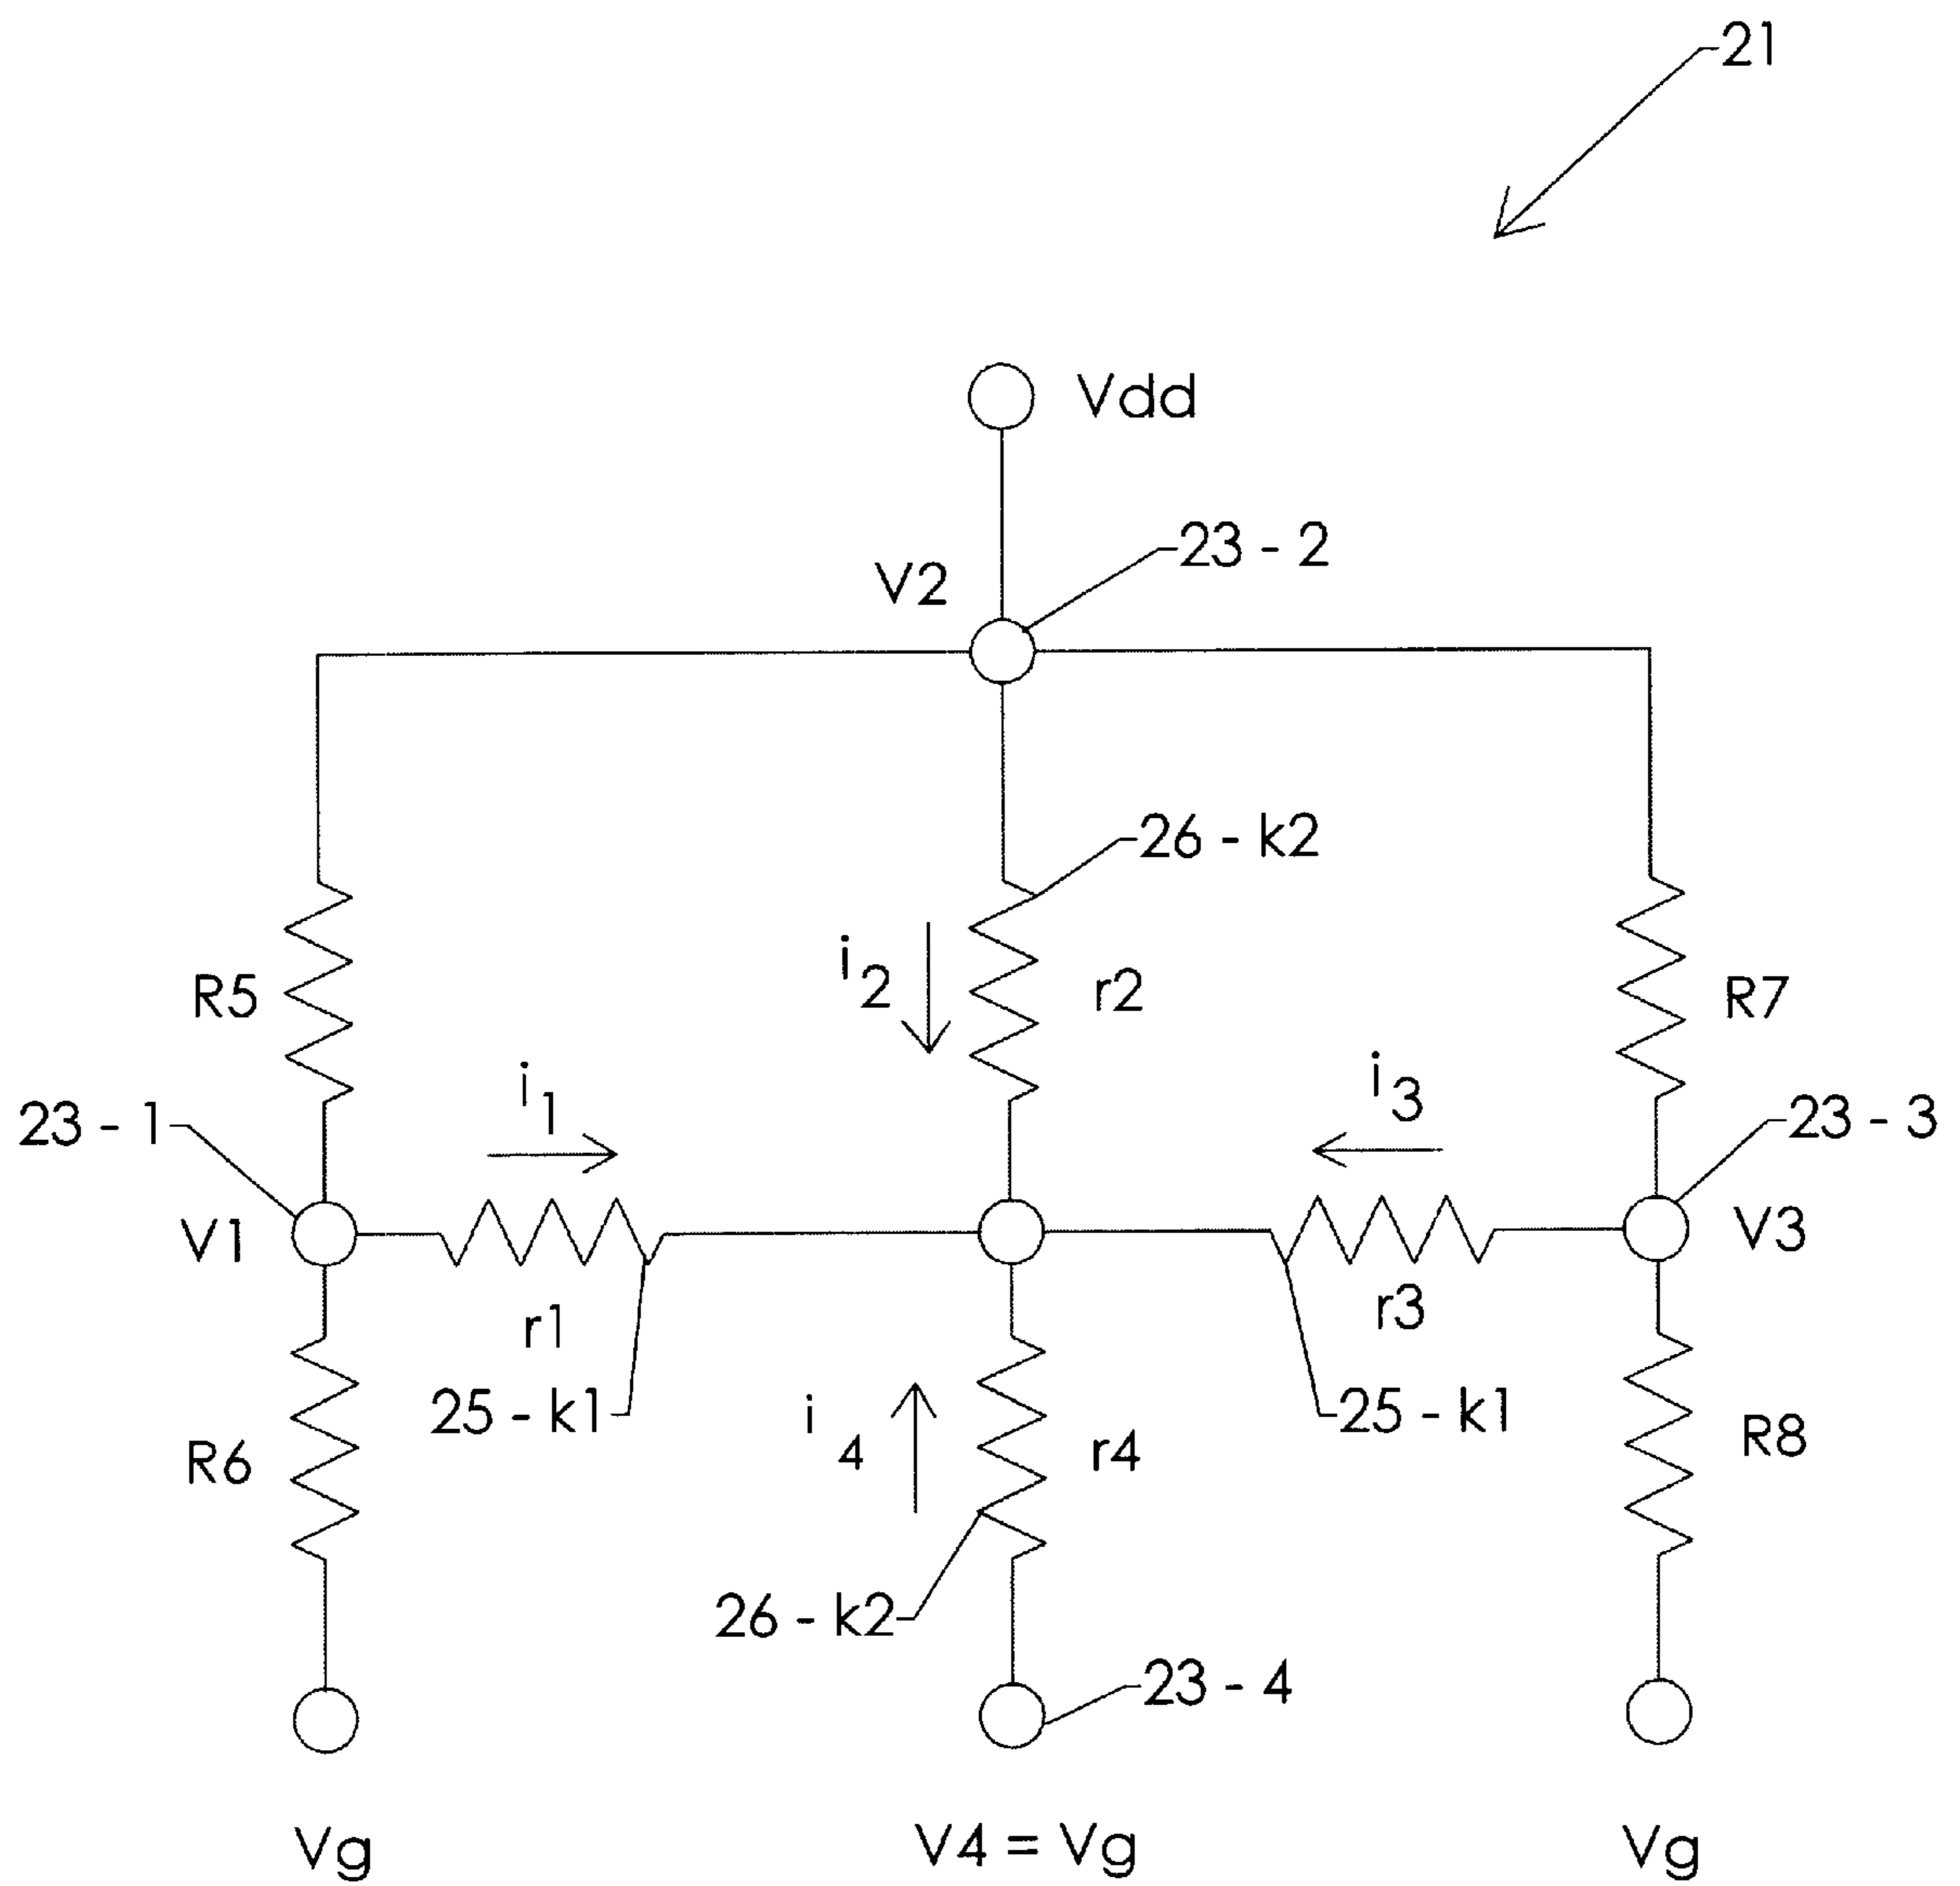 21
Vdd
23 - 2
V2
26 - k2
i2
r2
R5
R7
i1
i3
23 - 1
23 - 3
V1
V3
r1
r3
25 - k1
i4
25 - k1
R6
r4
R8
26 - k2
23 - 4
Vg
V4 = Vg
Vg